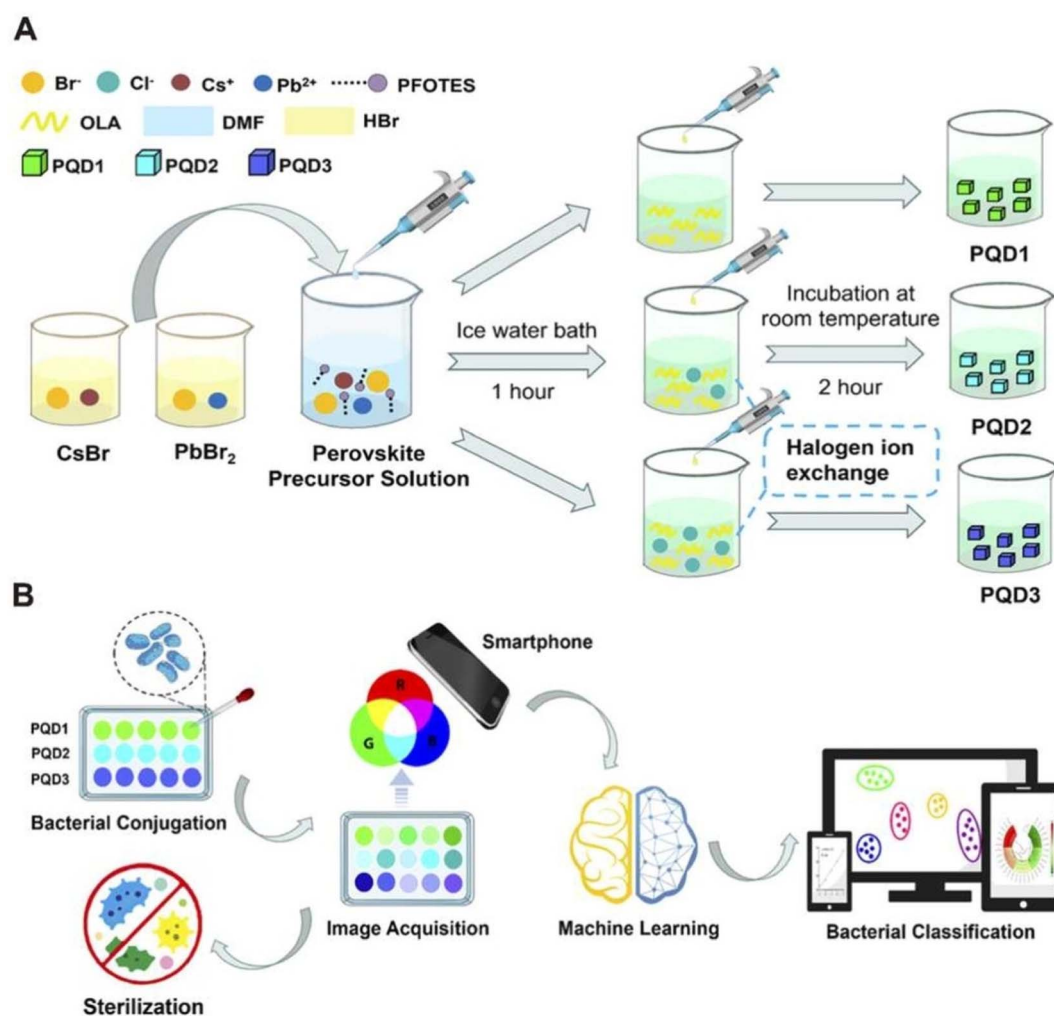 A
Br⁻ Cl⁻ Cs⁺ Pb²⁺ PFOTES
OLA DMF HBr
PQD1 PQD2 PQD3
CsBr
PbBr₂
Perovskite
Precursor Solution
Ice water bath
1 hour
Incubation at
room temperature
2 hour
Halogen ion
exchange
PQD1
PQD2
PQD3
B
PQD1
PQD2
PQD3
Bacterial Conjugation
Smartphone
R
G
B
Image Acquisition
Sterilization
Machine Learning
Bacterial Classification